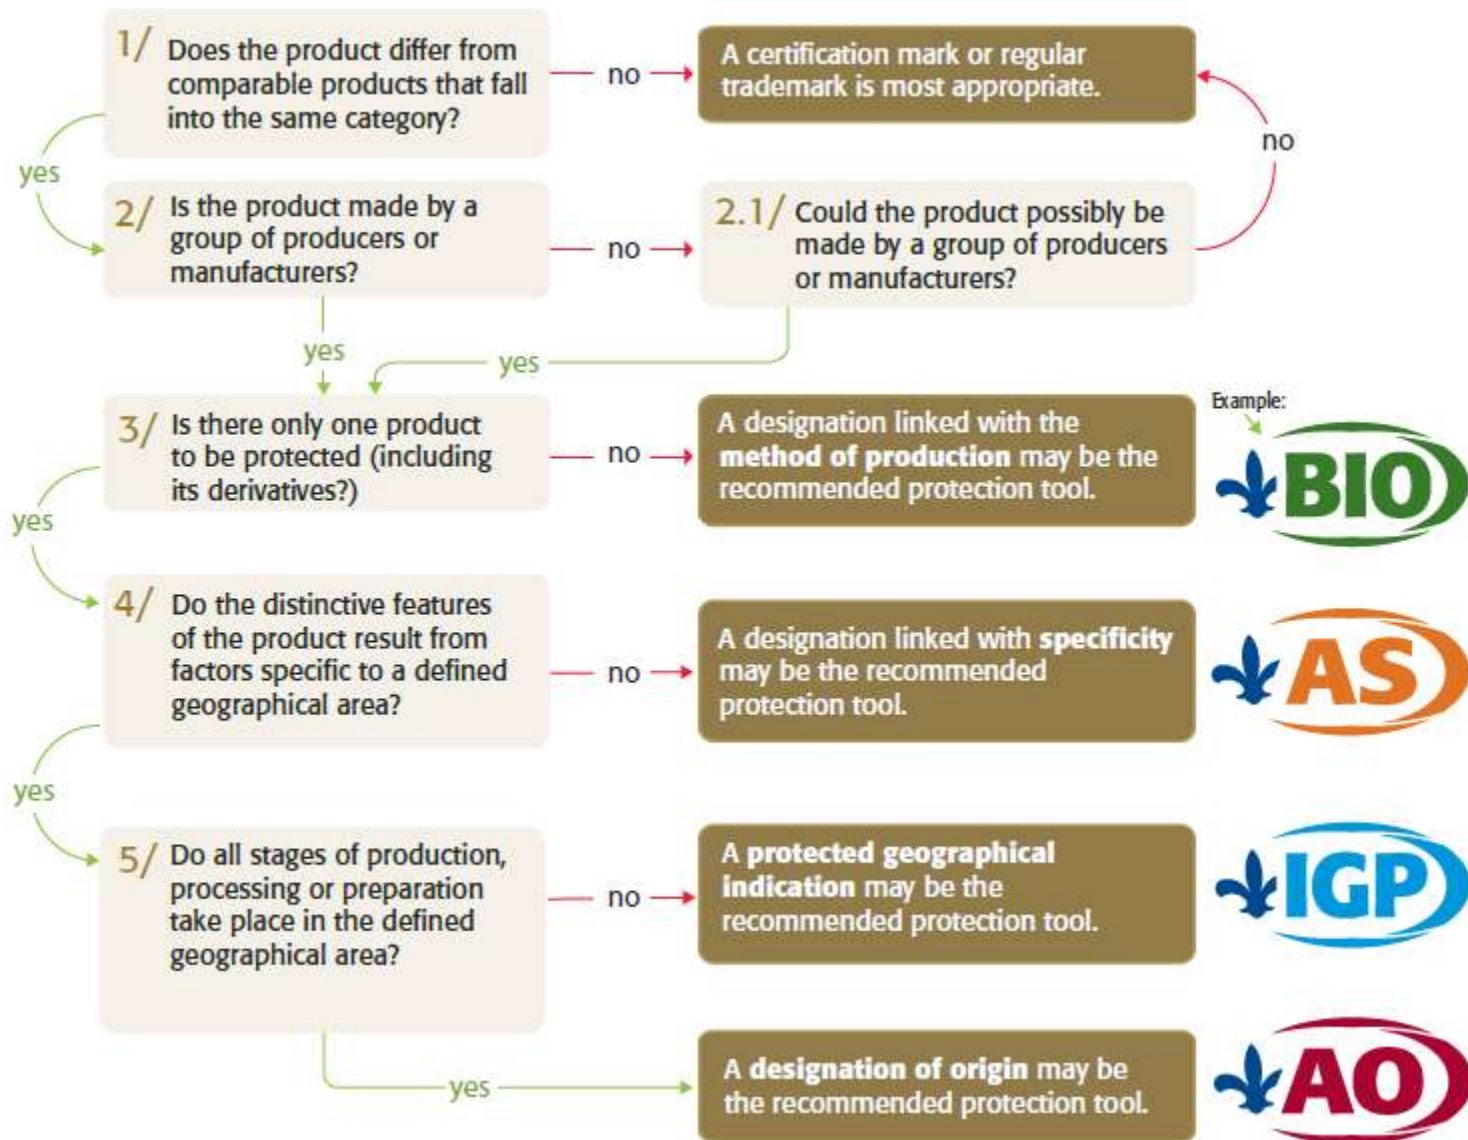 1/ Does the product differ from
comparable products that fall
into the same category?
no
A certification mark or regular
trademark is most appropriate.
yes
no
2/ Is the product made by a
group of producers or
manufacturers?
no
2.1/ Could the product possibly be
made by a group of producers
or manufacturers?
yes
yes
3/ Is there only one product
to be protected (including
its derivatives?)
no
A designation linked with the
method of production may be the
recommended protection tool.
Example:
BIO
yes
4/ Do the distinctive features
of the product result from
factors specific to a defined
geographical area?
no
A designation linked with specificity
may be the recommended
protection tool.
AS
yes
5/ Do all stages of production,
processing or preparation
take place in the defined
geographical area?
no
A protected geographical
indication may be the
recommended protection tool.
IGP
yes
A designation of origin may be
the recommended protection tool.
AO